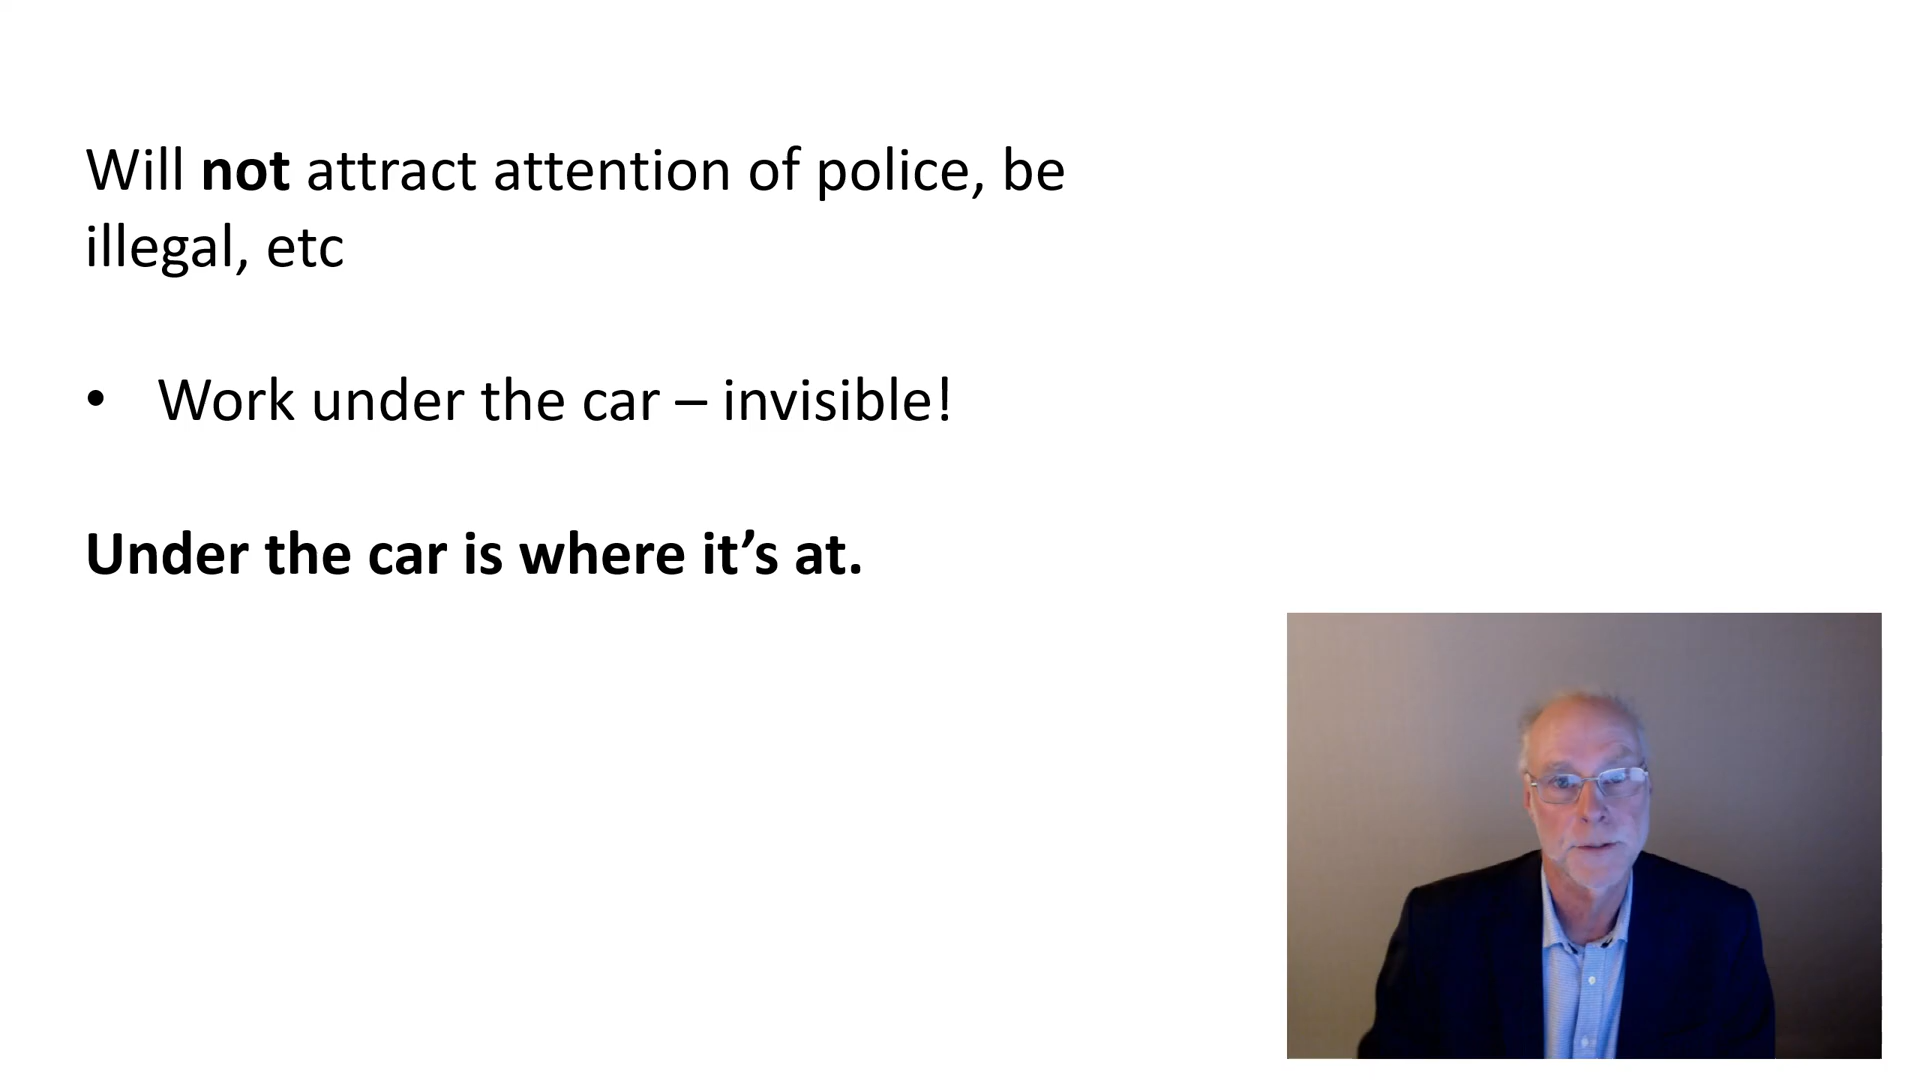 Will not attract attention of police, be
illegal, etc
• Work under the car – invisible!
Under the car is where it’s at.